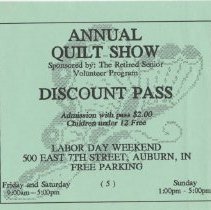 ANNUAL
QUILT SHOW
Sponsored by: The Retired Senior
Volunteer Program
DISCOUNT PASS
Admission with pass $2.00
Children under 12 Free
LABOR DAY WEEKEND
500 EAST 7TH STREET; AUBURN, IN
FREE PARKING
Friday and Saturday ( 5 ) Sunday
9:00am - 5:00pm 1:00pm - 5:00pm